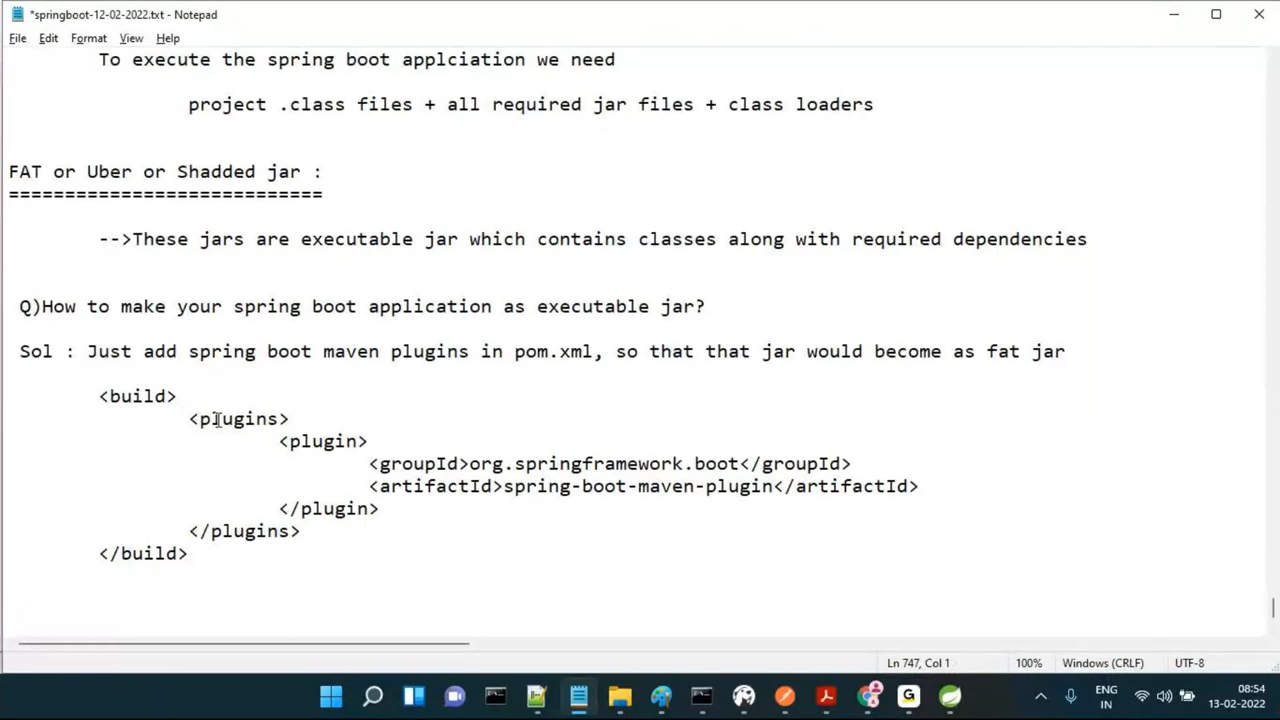 *springboot-12-02-2022.txt - Notepad
File Edit Format View Help
To execute the spring boot applciation we need
project .class files + all required jar files + class loaders
FAT or Uber or Shadded jar :
============================
-->These jars are executable jar which contains classes along with required dependencies
Q)How to make your spring boot application as executable jar?
Sol : Just add spring boot maven plugins in pom.xml, so that that jar would become as fat jar
<build>
<plugins>
<plugin>
<groupId>org.springframework.boot</groupId>
<artifactId>spring-boot-maven-plugin</artifactId>
</plugin>
</plugins>
</build>
Ln 747, Col 1 100% Windows (CRLF) UTF-8
ENG 08:54
IN 13-02-2022